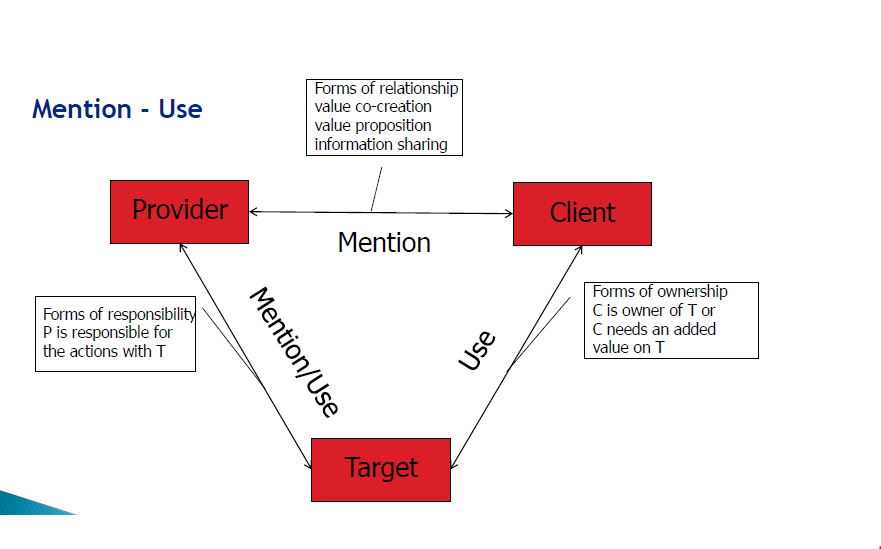 Mention - Use
Forms of relationship
value co-creation
value proposition
information sharing
Provider
Client
Mention
Forms of responsibility
P is responsible for
the actions with T
Mention/Use
Use
Forms of ownership
C is owner of T or
C needs an added
value on T
Target